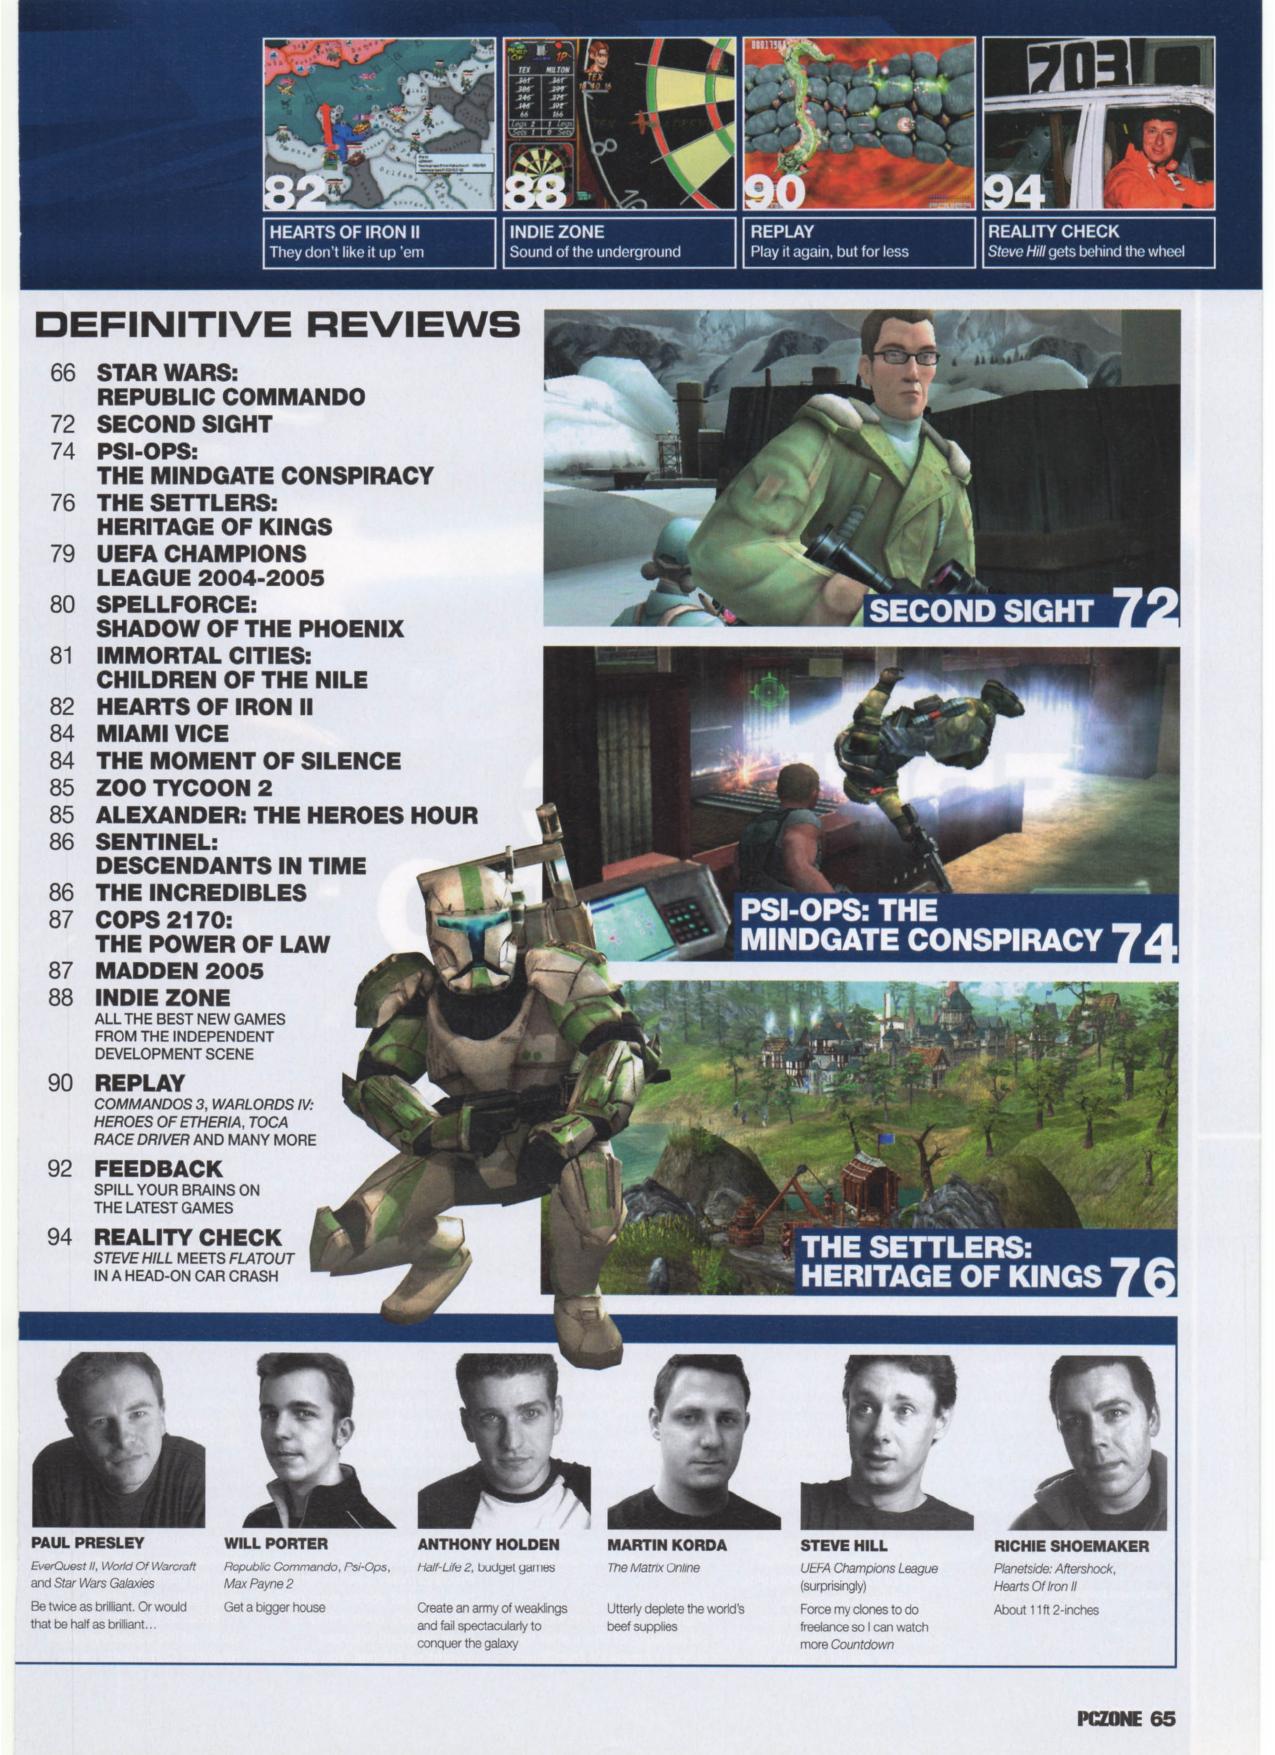 82
HEARTS OF IRON II
They don't like it up 'em
88
INDIE ZONE
Sound of the underground
90
REPLAY
Play it again, but for less
703
94
REALITY CHECK
Steve Hill gets behind the wheel
DEFINITIVE REVIEWS
66 STAR WARS:
REPUBLIC COMMANDO
72 SECOND SIGHT
74 PSI-OPS:
THE MINDGATE CONSPIRACY
76 THE SETTLERS:
HERITAGE OF KINGS
79 UEFA CHAMPIONS
LEAGUE 2004-2005
80 SPELLFORCE:
SHADOW OF THE PHOENIX
81 IMMORTAL CITIES:
CHILDREN OF THE NILE
82 HEARTS OF IRON II
84 MIAMI VICE
84 THE MOMENT OF SILENCE
85 ZOO TYCOON 2
85 ALEXANDER: THE HEROES HOUR
86 SENTINEL:
DESCENDANTS IN TIME
86 THE INCREDIBLES
87 COPS 2170:
THE POWER OF LAW
87 MADDEN 2005
88 INDIE ZONE
ALL THE BEST NEW GAMES
FROM THE INDEPENDENT
DEVELOPMENT SCENE
90 REPLAY
COMMANDOS 3, WARLORDS IV:
HEROES OF ETHERIA, TOCA
RACE DRIVER AND MANY MORE
92 FEEDBACK
SPILL YOUR BRAINS ON
THE LATEST GAMES
94 REALITY CHECK
STEVE HILL MEETS FLATOUT
IN A HEAD-ON CAR CRASH
SECOND SIGHT 72
PSI-OPS: THE
MINDGATE CONSPIRACY 74
THE SETTLERS:
HERITAGE OF KINGS 76
PAUL PRESLEY
EverQuest II, World Of Warcraft
and Star Wars Galaxies
Be twice as brilliant. Or would
that be half as brilliant...
WILL PORTER
Republic Commando, Psi-Ops,
Max Payne 2
Get a bigger house
ANTHONY HOLDEN
Half-Life 2, budget games
Create an army of weaklings
and fail spectacularly to
conquer the galaxy
MARTIN KORDA
The Matrix Online
Utterly deplete the world's
beef supplies
STEVE HILL
UEFA Champions League
(surprisingly)
Force my clones to do
freelance so I can watch
more Countdown
RICHIE SHOEMAKER
Planetside: Aftershock,
Hearts Of Iron II
About 11ft 2-inches
PCZONE 65